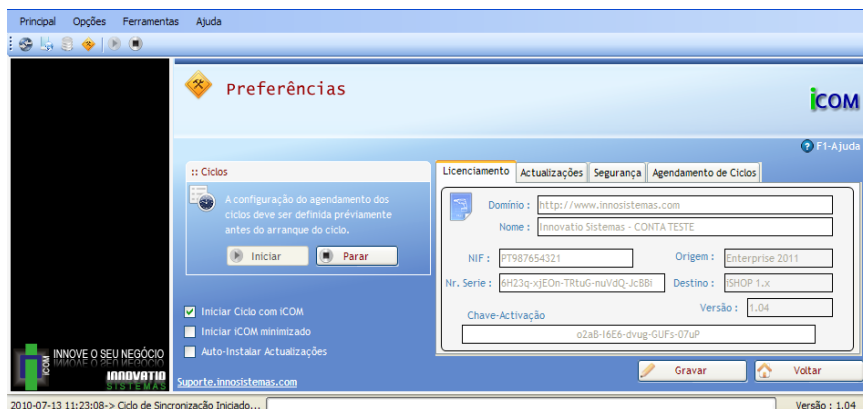 Principal Opções Ferramentas Ajuda
Preferências
iCOM
F1-Ajuda
:: Ciclos
A configuração do agendamento dos
ciclos deve ser definida préviamente
antes do arranque do ciclo.
Iniciar Parar
Iniciar Ciclo com iCOM
Iniciar iCOM minimizado
Auto-Instalar Actualizações
Suporte.innosistemas.com
Licenciamento Actualizações Segurança Agendamento de Ciclos
Domínio : http://www.innosistemas.com
Nome : Innovatio Sistemas - CONTA TESTE
NIF : PT987654321 Origem : Enterprise 2011
Nr. Serie : 6H23q-xjEOn-TRtuG-nuVdQ-JcBBi Destino : iSHOP 1.x
Versão : 1.04
Chave-Activação
o2aB-I6E6-dvug-GUFs-07uP
Gravar Voltar
iCOM
INNOVE O SEU NEGÓCIO
INNOVATIO
SISTEMAS
2010-07-13 11:23:08-> Ciclo de Sincronização Iniciado... Versão : 1.04